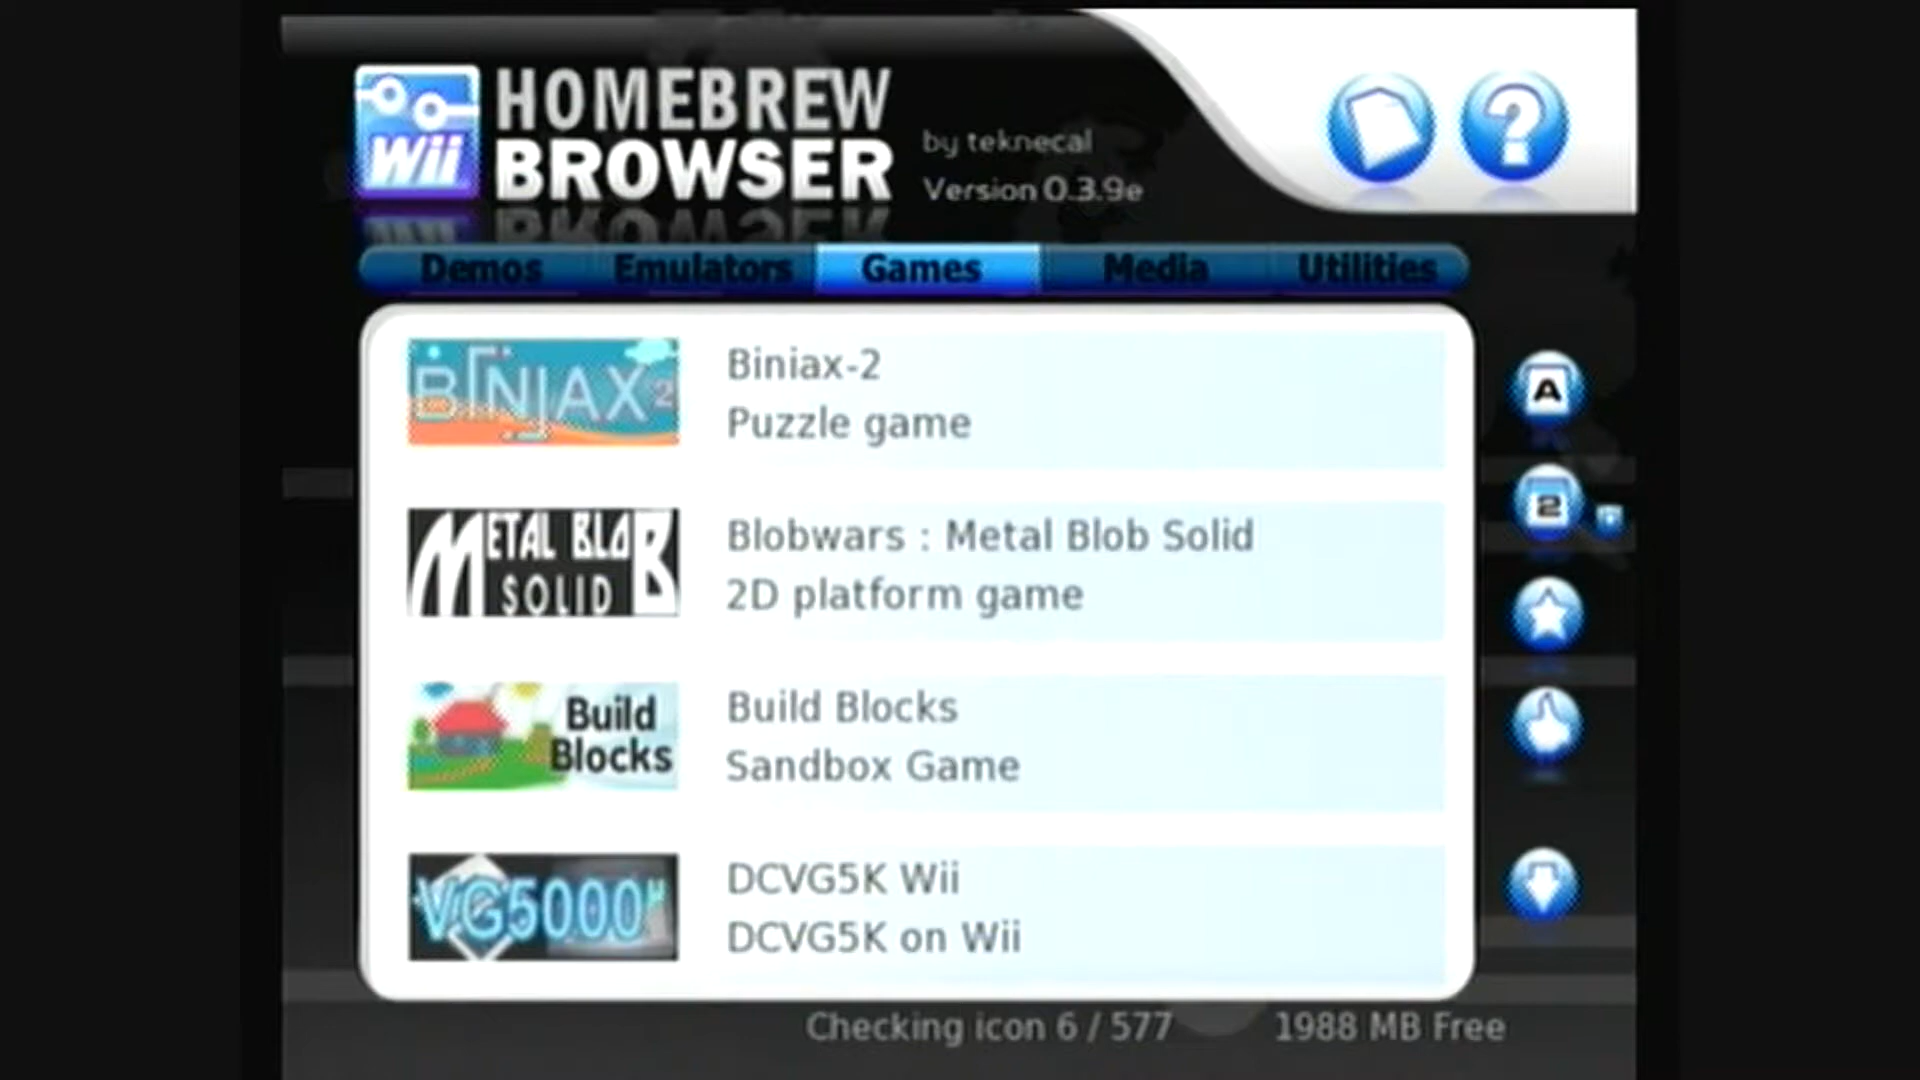 Wii
HOMEBREW
BROWSER
by teknecal
Version 0.3.9e
?
Demos Emulators Games Media Utilities
BINIAX 2
Biniax-2
Puzzle game
A
METAL BLOB
SOLID
Blobwars : Metal Blob Solid
2D platform game
2
Build
Blocks
Build Blocks
Sandbox Game
VG5000µ
DCVG5K Wii
DCVG5K on Wii
Checking icon 6 / 577 1988 MB Free